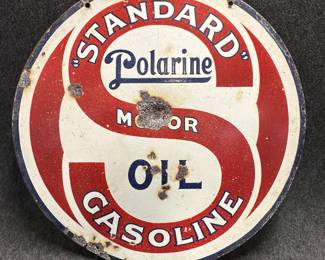 "STANDARD"
Polarine
MOTOR
OIL
GASOLINE